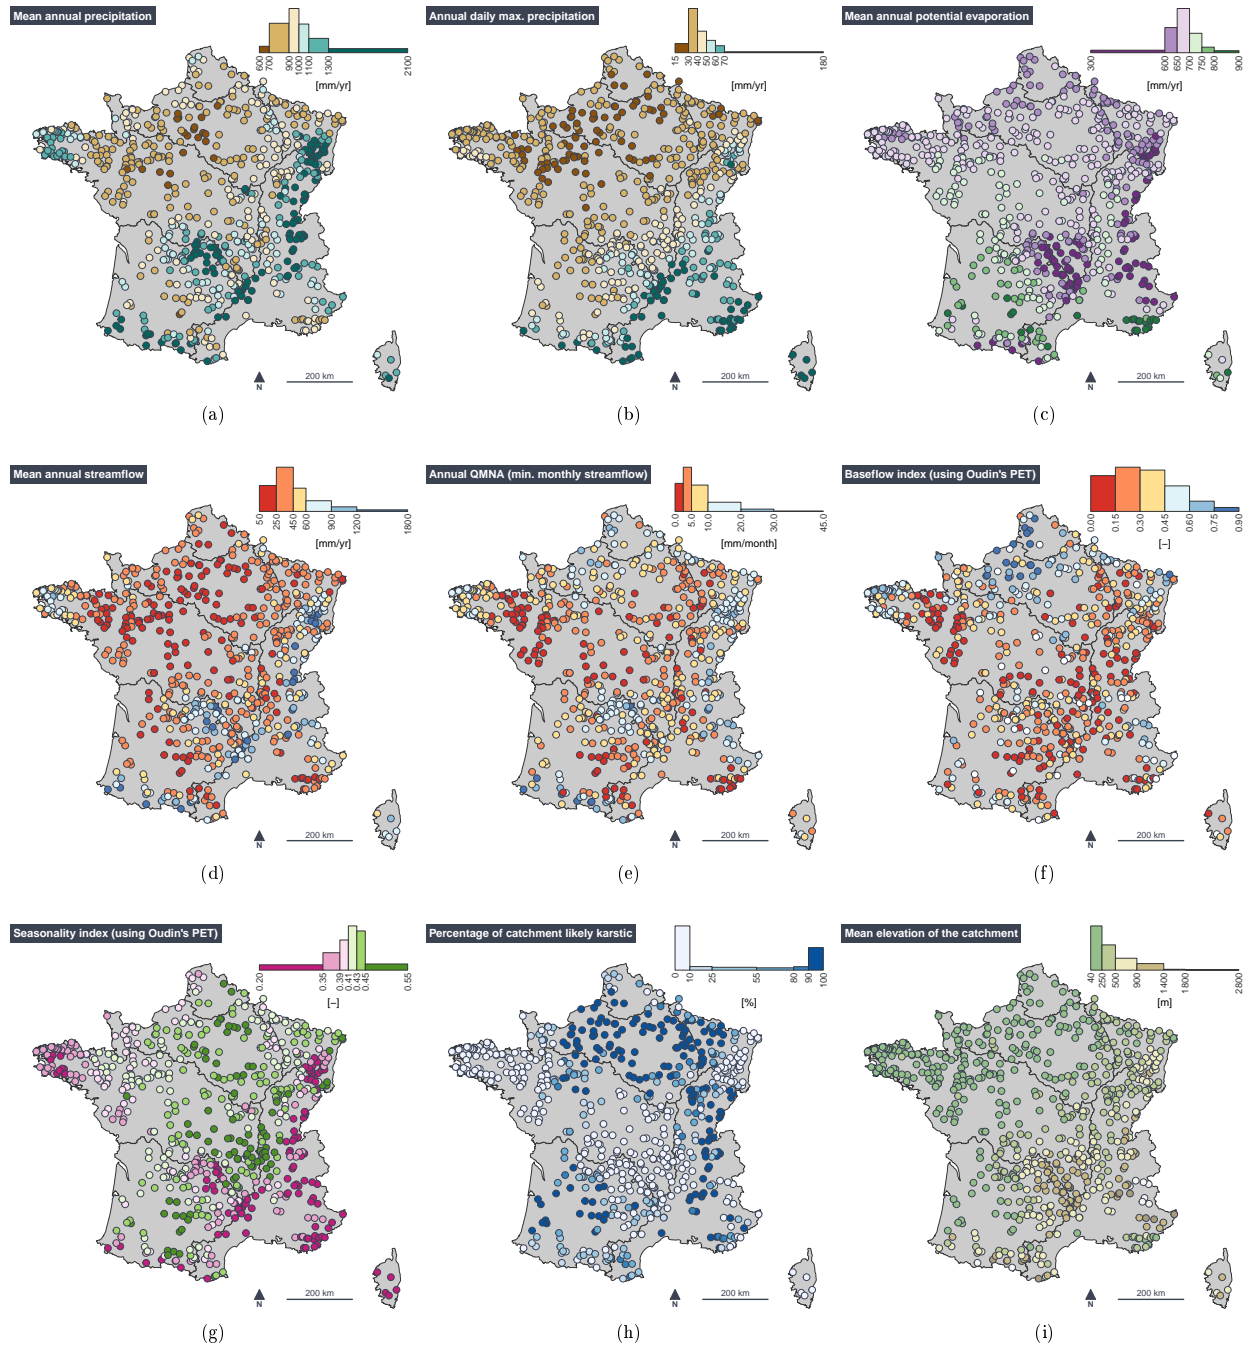 Mean annual precipitation
600 700 900 1000 1100 1300 2100
[mm/yr]
200 km
N
(a)
Annual daily max. precipitation
15 30 40 50 60 70 180
[mm/yr]
200 km
N
(b)
Mean annual potential evaporation
300 600 650 700 750 800 900
[mm/yr]
200 km
N
(c)
Mean annual streamflow
50 250 450 600 900 1200 1800
[mm/yr]
200 km
N
(d)
Annual QMNA (min. monthly streamflow)
0.0 5.0 10.0 20.0 30.0 45.0
[mm/month]
200 km
N
(e)
Baseflow index (using Oudin's PET)
0.00 0.15 0.30 0.45 0.60 0.75 0.90
[–]
200 km
N
(f)
Seasonality index (using Oudin's PET)
0.20 0.35 0.39 0.41 0.43 0.45 0.55
[–]
200 km
N
(g)
Percentage of catchment likely karstic
0 10 25 55 80 90 100
[%]
200 km
N
(h)
Mean elevation of the catchment
40 250 500 900 1400 1800 2800
[m]
200 km
N
(i)